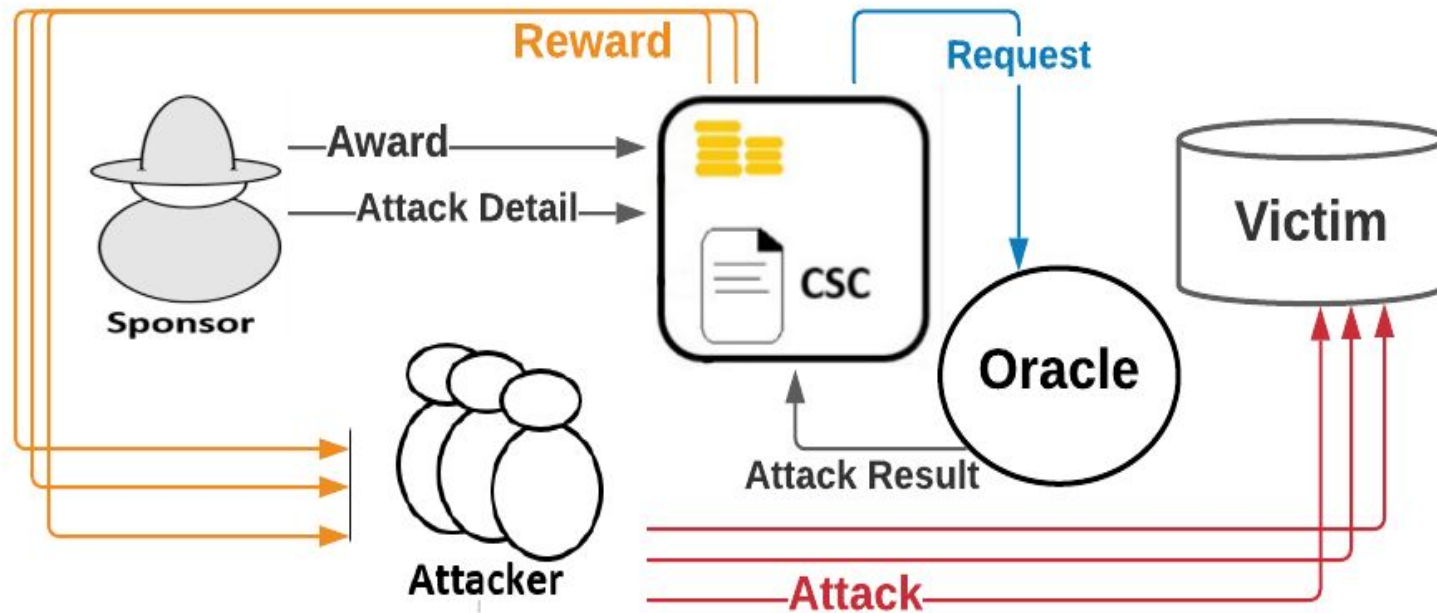 Reward
Request
Award
Attack Detail
Victim
CSC
Sponsor
Oracle
Attack Result
Attacker
Attack